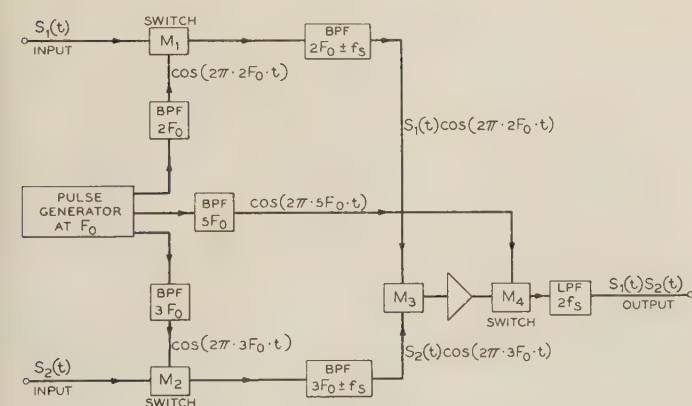 S₁(t)
INPUT
SWITCH
M₁
BPF
2F₀ ± fₛ
cos(2π·2F₀·t)
BPF
2F₀
S₁(t)cos(2π·2F₀·t)
PULSE
GENERATOR
AT F₀
BPF
5F₀
cos(2π·5F₀·t)
BPF
3F₀
M₃
M₄
SWITCH
LPF
2fₛ
S₁(t)S₂(t)
OUTPUT
cos(2π·3F₀·t)
S₂(t)cos(2π·3F₀·t)
S₂(t)
INPUT
M₂
SWITCH
BPF
3F₀ ± fₛ